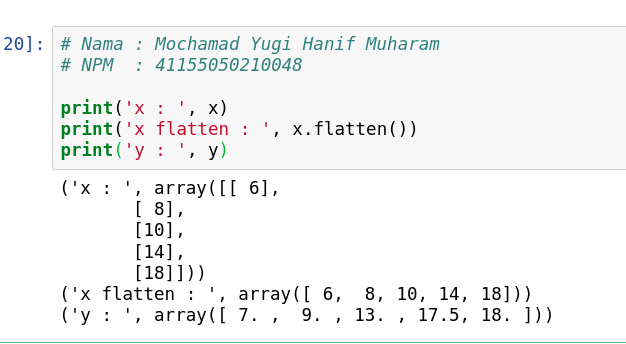 20]:
# Nama : Mochamad Yugi Hanif Muharam
# NPM  : 41155050210048
print('x : ', x)
print('x flatten : ', x.flatten())
print('y : ', y)
('x : ', array([[ 6],
       [ 8],
       [10],
       [14],
       [18]]))
('x flatten : ', array([ 6,  8, 10, 14, 18]))
('y : ', array([ 7. ,  9. , 13. , 17.5, 18. ]))